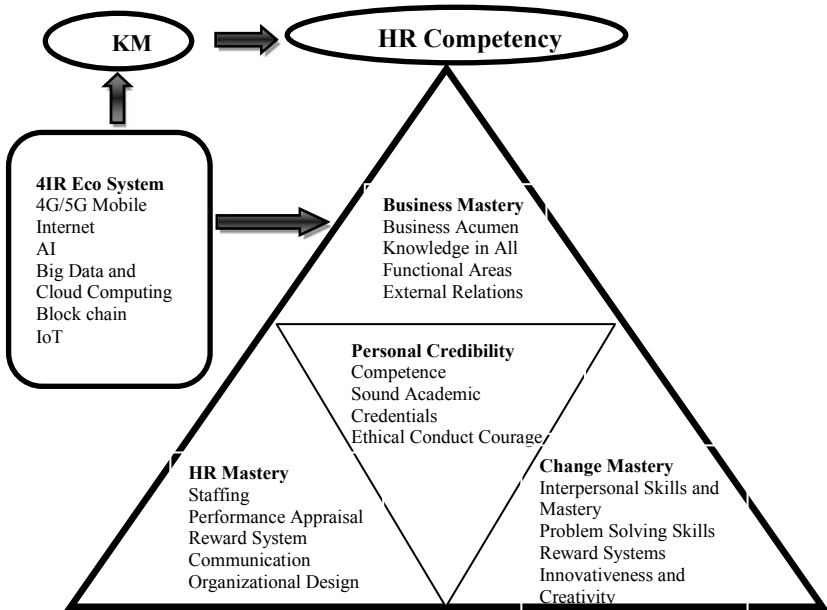 KM
HR Competency
4IR Eco System
4G/5G Mobile
Internet
AI
Big Data and
Cloud Computing
Block chain
IoT
Business Mastery
Business Acumen
Knowledge in All
Functional Areas
External Relations
Personal Credibility
Competence
Sound Academic
Credentials
Ethical Conduct Courage
HR Mastery
Staffing
Performance Appraisal
Reward System
Communication
Organizational Design
Change Mastery
Interpersonal Skills and
Mastery
Problem Solving Skills
Reward Systems
Innovativeness and
Creativity